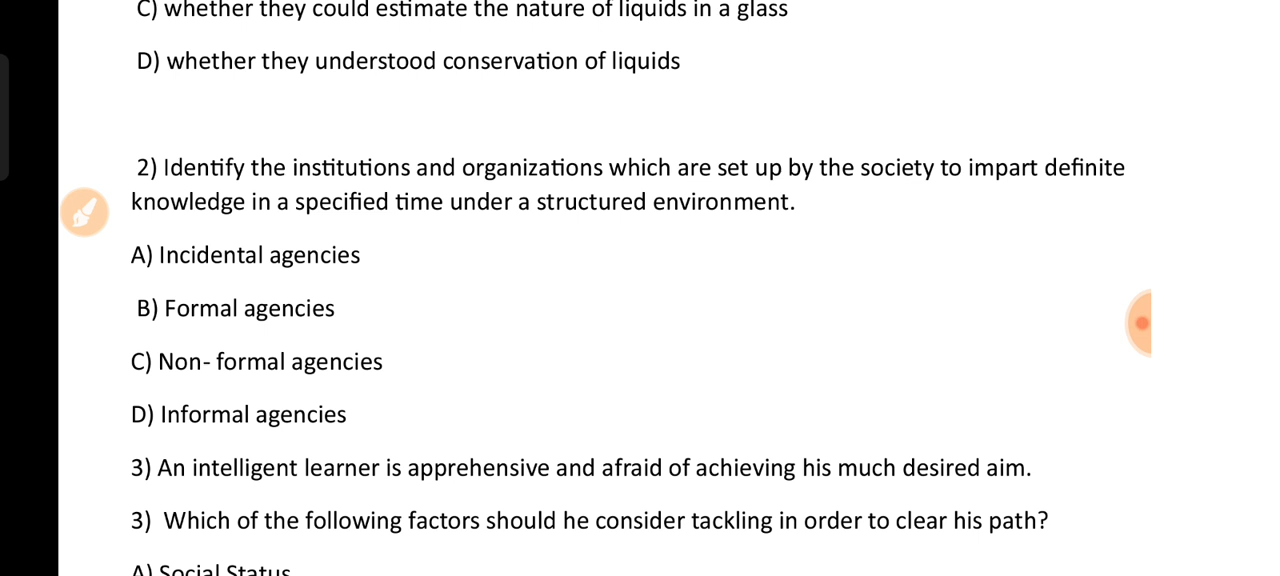 C) whether they could estimate the nature of liquids in a glass
D) whether they understood conservation of liquids
2) Identify the institutions and organizations which are set up by the society to impart definite
knowledge in a specified time under a structured environment.
A) Incidental agencies
B) Formal agencies
C) Non- formal agencies
D) Informal agencies
3) An intelligent learner is apprehensive and afraid of achieving his much desired aim.
3) Which of the following factors should he consider tackling in order to clear his path?
A) Social Status